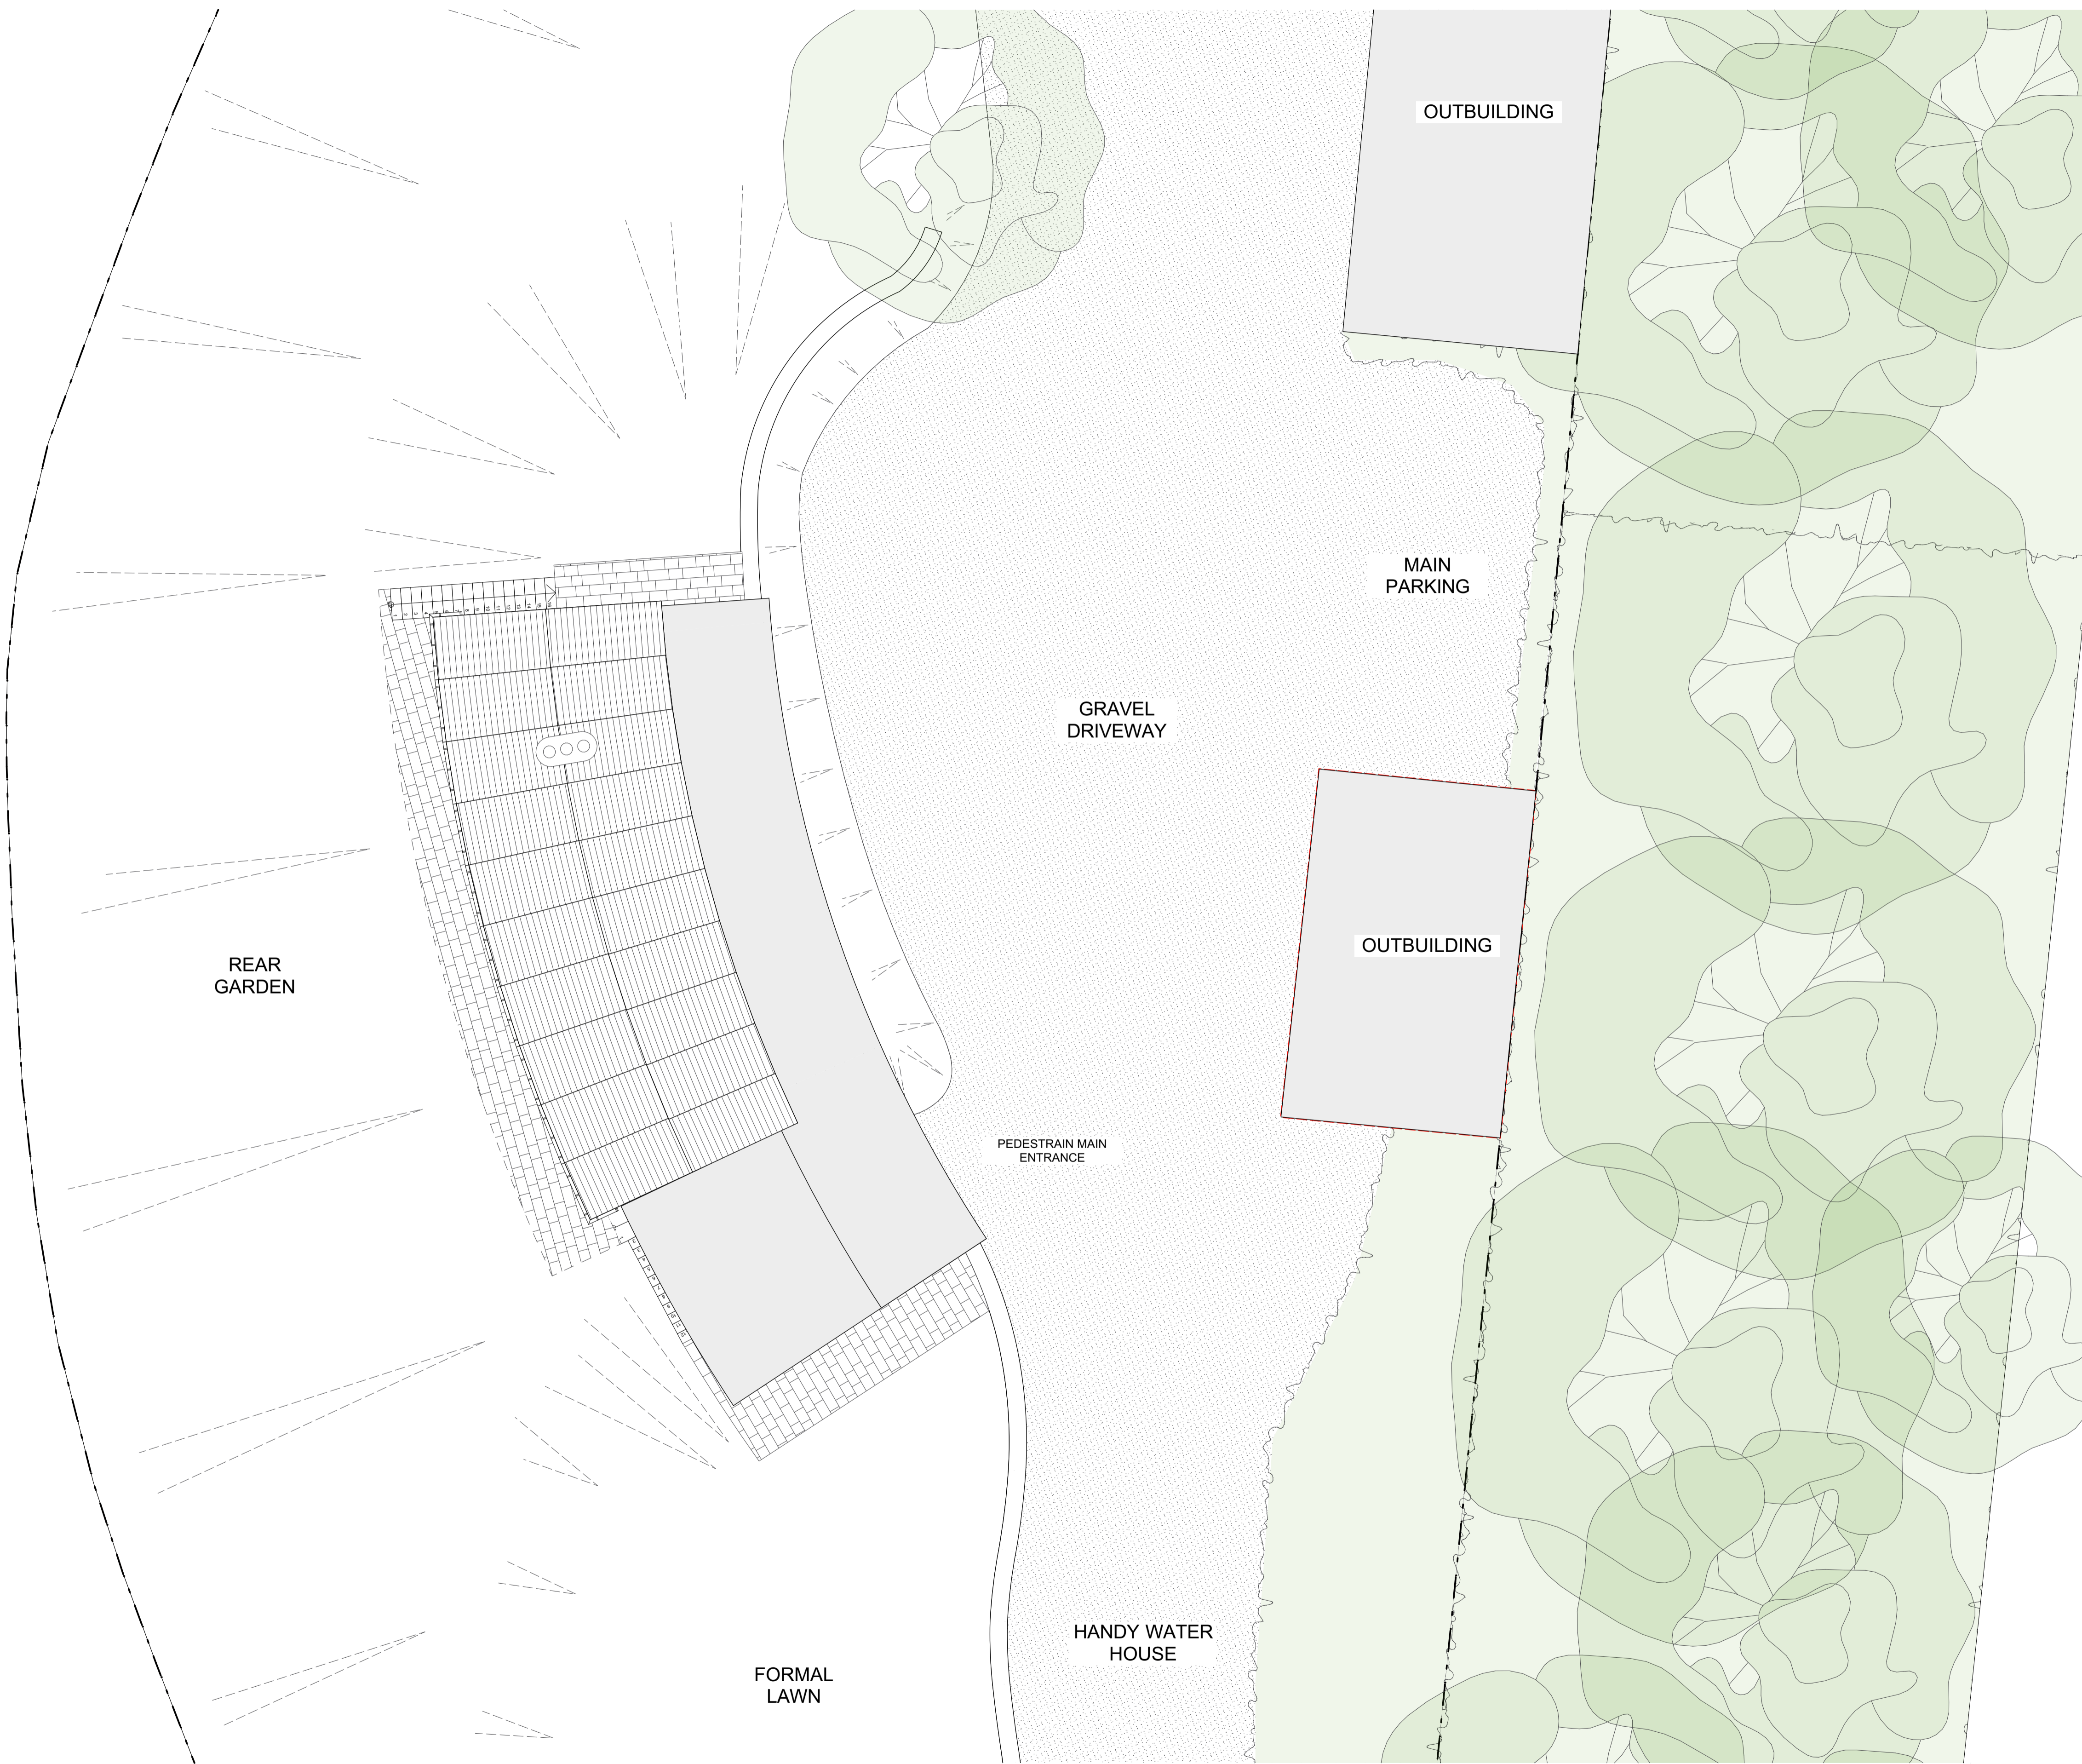 OUTBUILDING
MAIN
PARKING
GRAVEL
DRIVEWAY
OUTBUILDING
REAR
GARDEN
PEDESTRAIN MAIN
ENTRANCE
HANDY WATER
HOUSE
FORMAL
LAWN